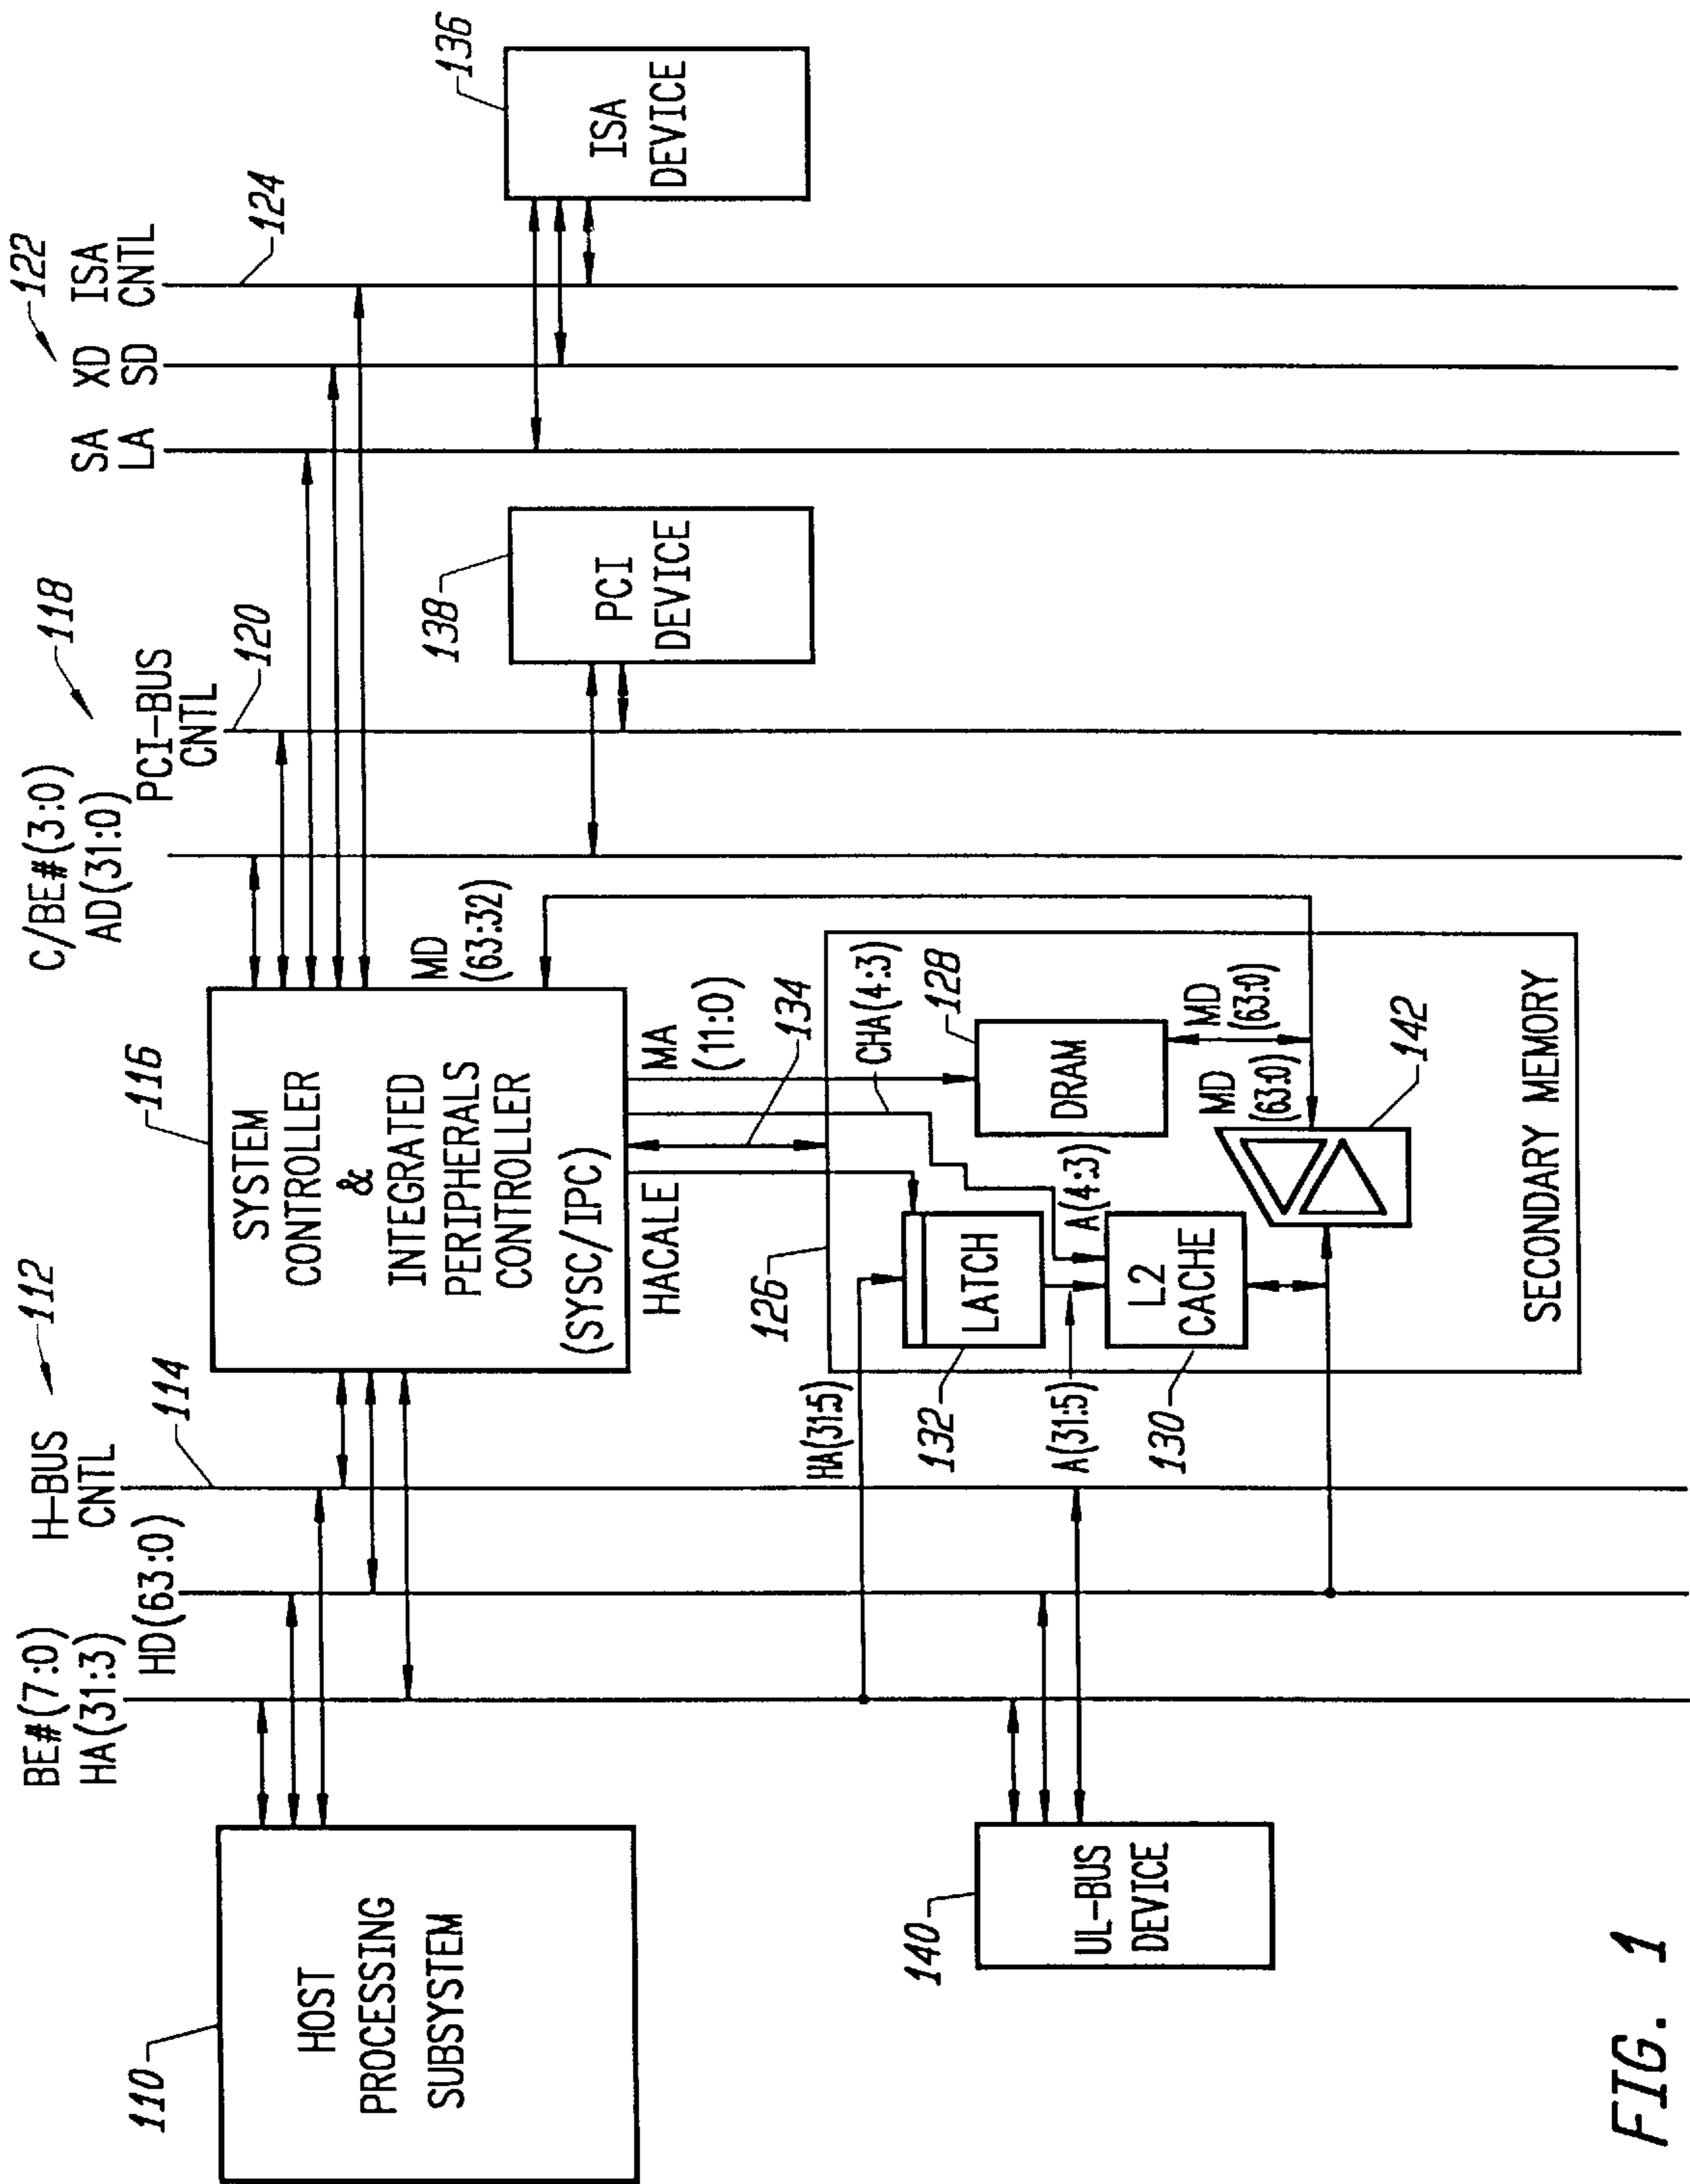 BE#(7:0)
HA(31:3)
HD(63:0)
H-BUS
CNTL
112
114
C/BE#(3:0)
AD(31:0)
PCI-BUS
CNTL
118
120
SA
LA
XD
SD
ISA
CNTL
122
124
110
HOST
PROCESSING
SUBSYSTEM
116
SYSTEM
CONTROLLER
&
INTEGRATED
PERIPHERALS
CONTROLLER
(SYSC/IPC)
MD
(63:32)
138
PCI
DEVICE
136
ISA
DEVICE
HACALE
134
MA
(11:0)
126
CHA(4:3)
128
HA(31:5)
LATCH
132
DRAM
A(31:5)
A(4:3)
L2
CACHE
130
MD
(63:0)
MD
(63:0)
142
SECONDARY MEMORY
140
UL-BUS
DEVICE
FIG. 1